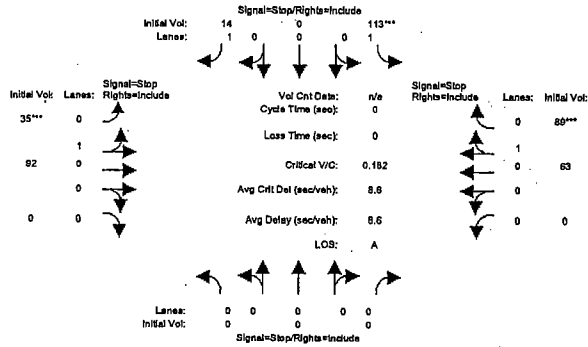 Signal=Stop/Rights=Include
Initial Vol: 14 0 113***
Lanes: 1 0 0 0 1
Signal=Stop
Rights=Include
Initial Vol: Lanes:
35*** 0
1
92 0
0
0 0
Vol Cnt Date: n/a
Cycle Time (sec): 0
Loss Time (sec): 0
Critical V/C: 0.162
Avg Crit Del (sec/veh): 8.6
Avg Delay (sec/veh): 8.6
LOS: A
Signal=Stop
Rights=Include
Lanes: Initial Vol:
0 89***
1
0 63
0
0 0
Lanes: 0 0 0 0 0
Initial Vol: 0 0 0
Signal=Stop/Rights=Include